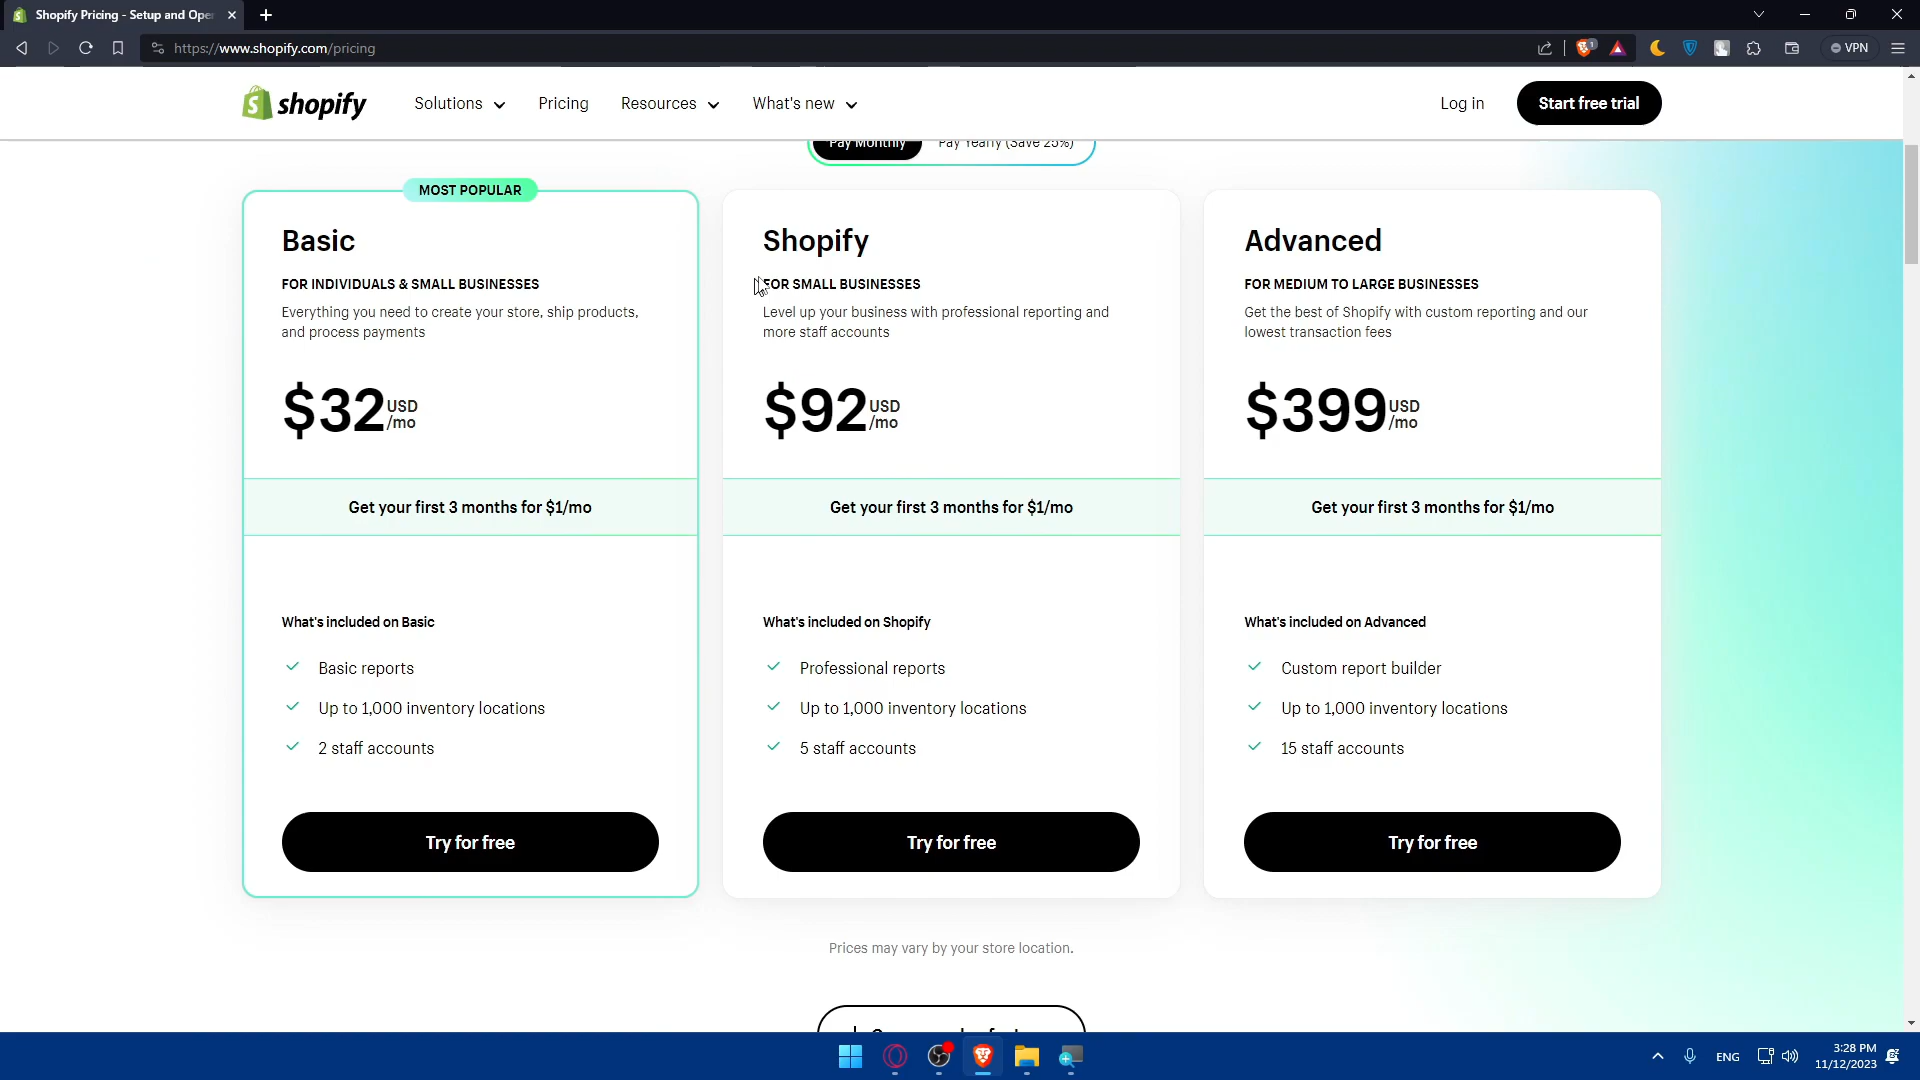 Shopify Pricing - Setup and Oper
https://www.shopify.com/pricing
1
VPN
shopify
Solutions
Pricing
Resources
What's new
Log in
Start free trial
Pay Monthly
Pay Yearly (Save 25%)
MOST POPULAR
Basic
FOR INDIVIDUALS & SMALL BUSINESSES
Everything you need to create your store, ship products,
and process payments
$32 USD
/mo
Get your first 3 months for $1/mo
What's included on Basic
Basic reports
Up to 1,000 inventory locations
2 staff accounts
Try for free
Shopify
FOR SMALL BUSINESSES
Level up your business with professional reporting and
more staff accounts
$92 USD
/mo
Get your first 3 months for $1/mo
What's included on Shopify
Professional reports
Up to 1,000 inventory locations
5 staff accounts
Try for free
Advanced
FOR MEDIUM TO LARGE BUSINESSES
Get the best of Shopify with custom reporting and our
lowest transaction fees
$399 USD
/mo
Get your first 3 months for $1/mo
What's included on Advanced
Custom report builder
Up to 1,000 inventory locations
15 staff accounts
Try for free
Prices may vary by your store location.
ENG
3:28 PM
11/12/2023